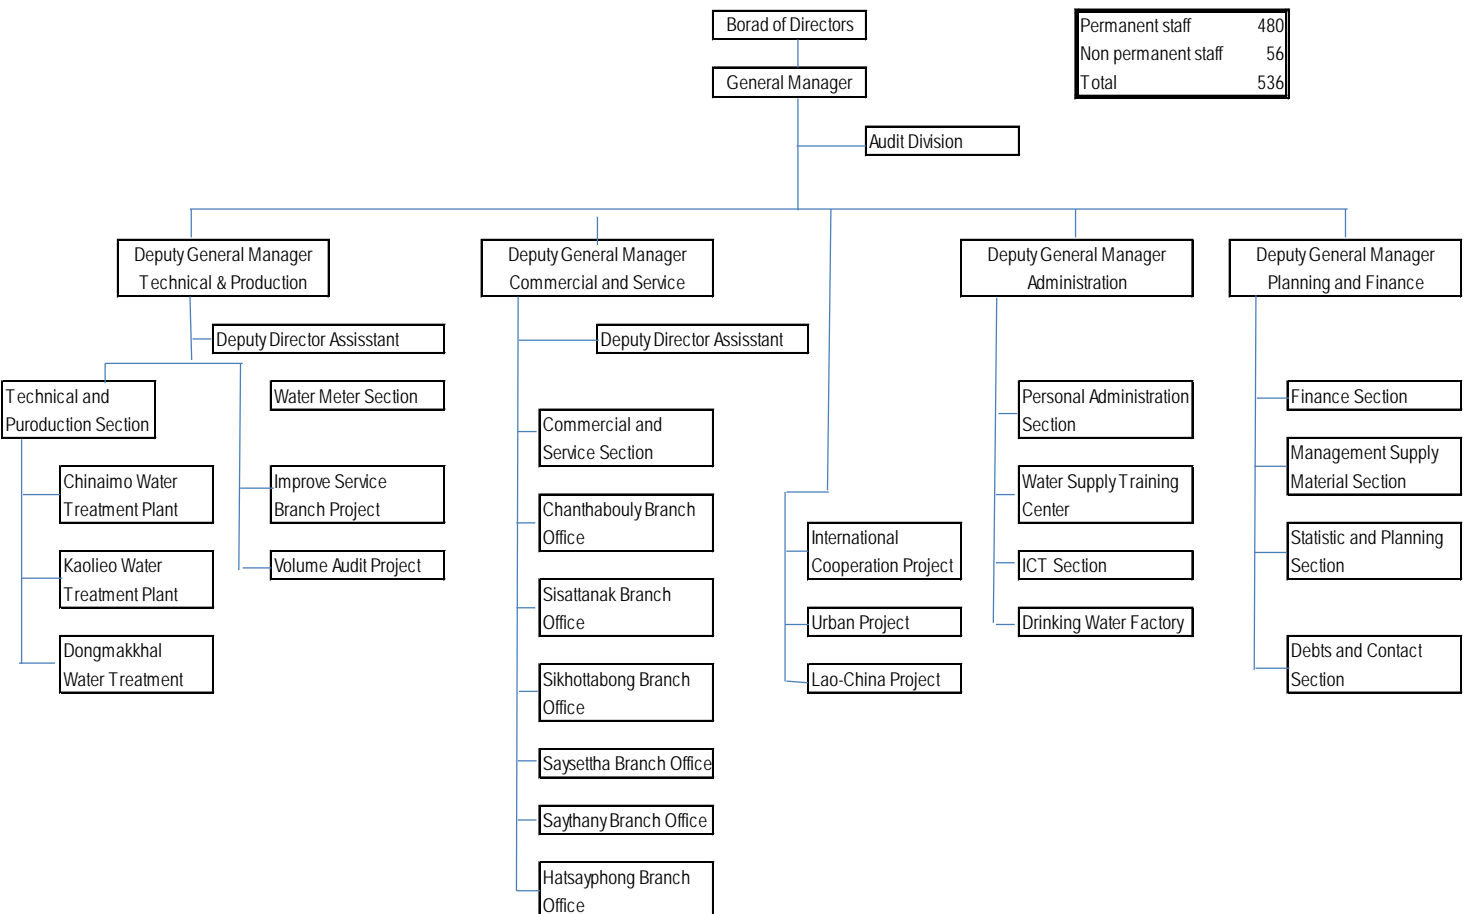 Borad of Directors
General Manager
Permanent staff 480
Non permanent staff 56
Total 536
Audit Division
Deputy General Manager
Technical & Production
Deputy General Manager
Commercial and Service
Deputy General Manager
Administration
Deputy General Manager
Planning and Finance
Deputy Director Assisstant
Deputy Director Assisstant
Technical and
Puroduction Section
Chinaimo Water
Treatment Plant
Kaolieo Water
Treatment Plant
Dongmakkhal
Water Treatment
Water Meter Section
Improve Service
Branch Project
Volume Audit Project
Commercial and
Service Section
Chanthabouly Branch
Office
Sisattanak Branch
Office
Sikhottabong Branch
Office
Saysettha Branch Office
Saythany Branch Office
Hatsayphong Branch
Office
International
Cooperation Project
Urban Project
Lao-China Project
Personal Administration
Section
Water Supply Training
Center
ICT Section
Drinking Water Factory
Finance Section
Management Supply
Material Section
Statistic and Planning
Section
Debts and Contact
Section